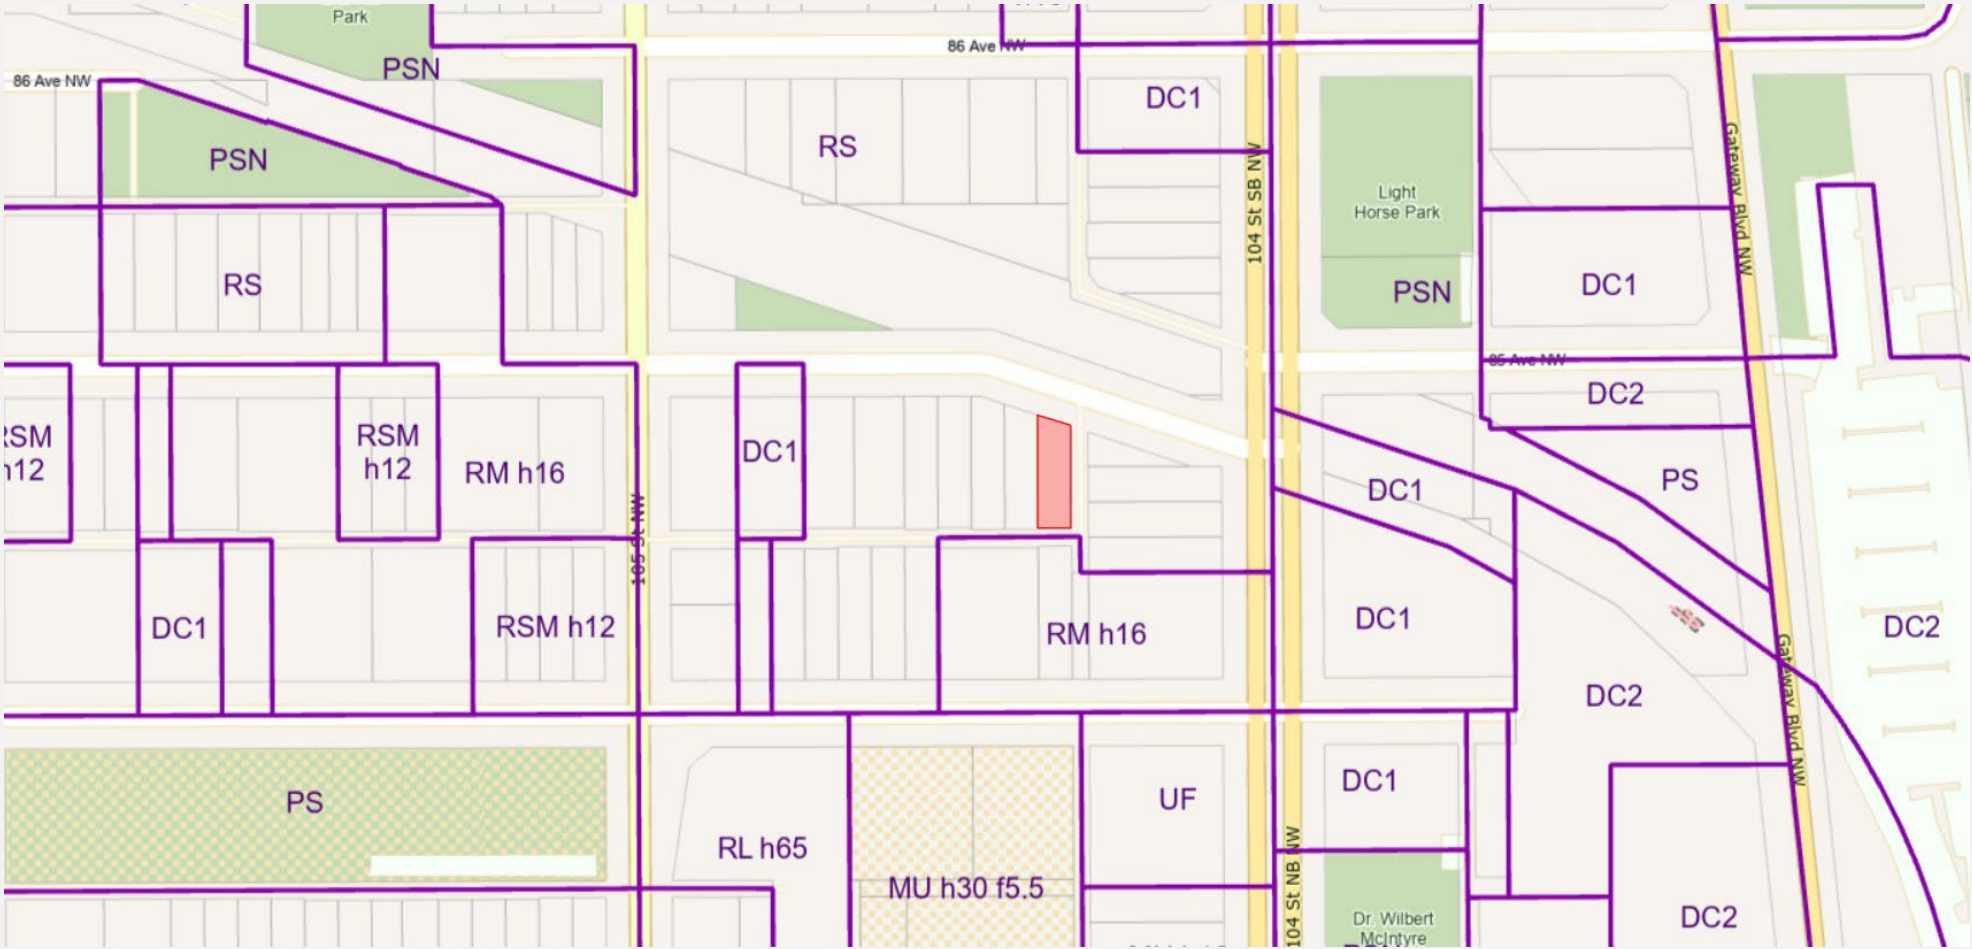 Park
PSN
86 Ave NW
86 Ave NW
DC1
RS
PSN
104 St SB NW
Light
Horse Park
PSN
Gateway Blvd NW
DC1
RS
85 Ave NW
DC2
RSM
h12
RSM
h12
RM h16
DC1
DC1
PS
105 St NW
DC1
RSM h12
RM h16
DC1
DC2
DC2
Gateway Blvd NW
PS
RL h65
MU h30 f5.5
UF
DC1
104 St NB NW
Dr. Wilbert
McIntyre
DC2